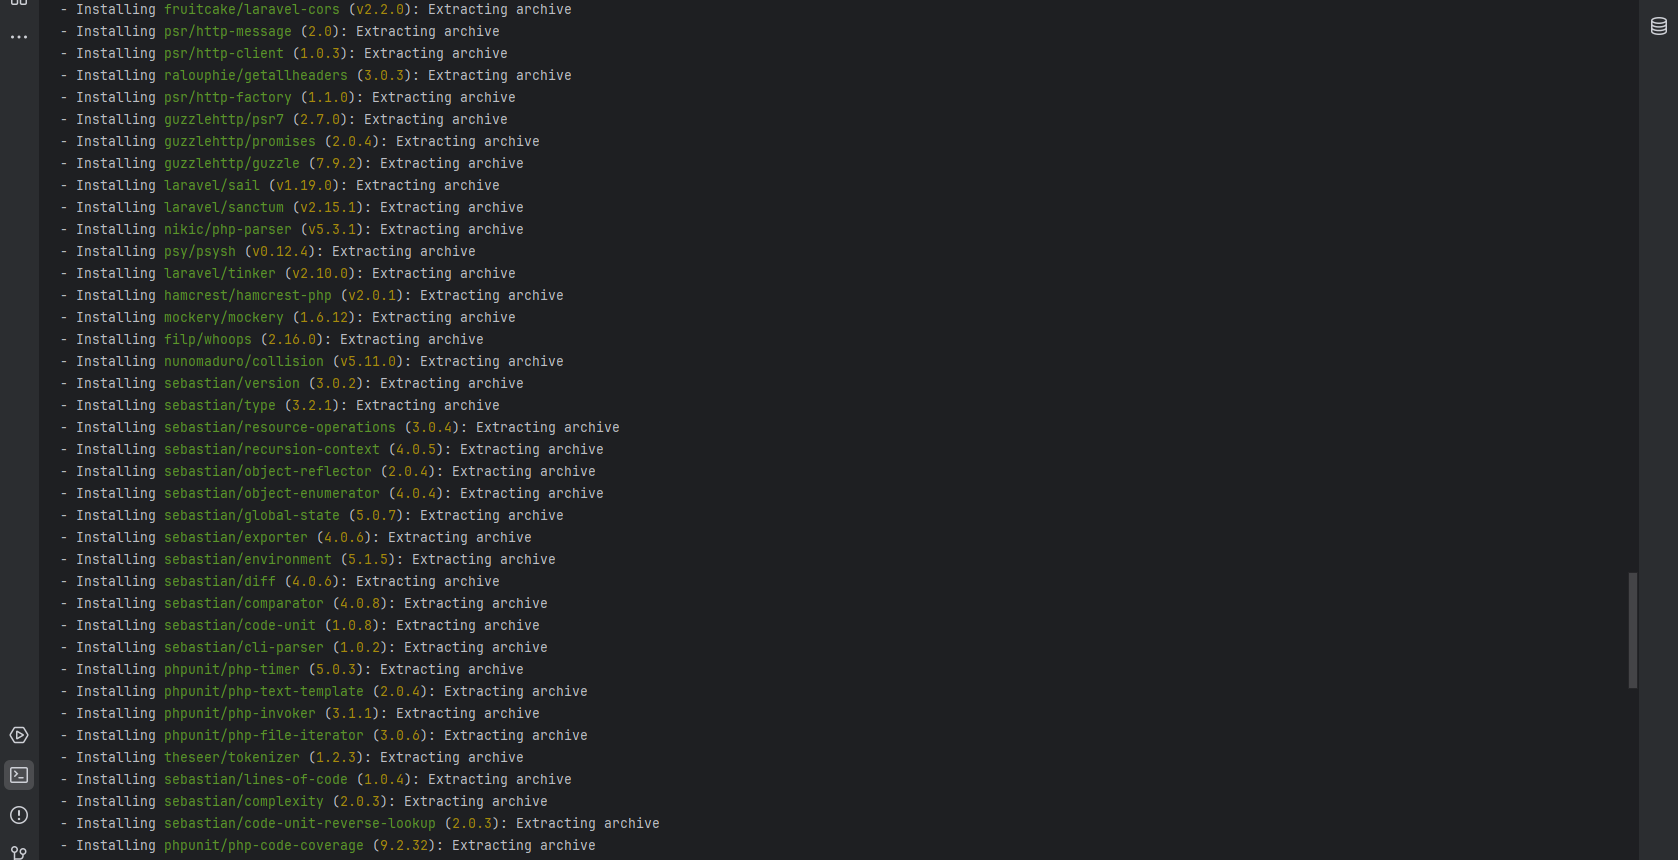 - Installing fruitcake/laravel-cors (v2.2.0): Extracting archive
- Installing psr/http-message (2.0): Extracting archive
- Installing psr/http-client (1.0.3): Extracting archive
- Installing ralouphie/getallheaders (3.0.3): Extracting archive
- Installing psr/http-factory (1.1.0): Extracting archive
- Installing guzzlehttp/psr7 (2.7.0): Extracting archive
- Installing guzzlehttp/promises (2.0.4): Extracting archive
- Installing guzzlehttp/guzzle (7.9.2): Extracting archive
- Installing laravel/sail (v1.19.0): Extracting archive
- Installing laravel/sanctum (v2.15.1): Extracting archive
- Installing nikic/php-parser (v5.3.1): Extracting archive
- Installing psy/psysh (v0.12.4): Extracting archive
- Installing laravel/tinker (v2.10.0): Extracting archive
- Installing hamcrest/hamcrest-php (v2.0.1): Extracting archive
- Installing mockery/mockery (1.6.12): Extracting archive
- Installing filp/whoops (2.16.0): Extracting archive
- Installing nunomaduro/collision (v5.11.0): Extracting archive
- Installing sebastian/version (3.0.2): Extracting archive
- Installing sebastian/type (3.2.1): Extracting archive
- Installing sebastian/resource-operations (3.0.4): Extracting archive
- Installing sebastian/recursion-context (4.0.5): Extracting archive
- Installing sebastian/object-reflector (2.0.4): Extracting archive
- Installing sebastian/object-enumerator (4.0.4): Extracting archive
- Installing sebastian/global-state (5.0.7): Extracting archive
- Installing sebastian/exporter (4.0.6): Extracting archive
- Installing sebastian/environment (5.1.5): Extracting archive
- Installing sebastian/diff (4.0.6): Extracting archive
- Installing sebastian/comparator (4.0.8): Extracting archive
- Installing sebastian/code-unit (1.0.8): Extracting archive
- Installing sebastian/cli-parser (1.0.2): Extracting archive
- Installing phpunit/php-timer (5.0.3): Extracting archive
- Installing phpunit/php-text-template (2.0.4): Extracting archive
- Installing phpunit/php-invoker (3.1.1): Extracting archive
- Installing phpunit/php-file-iterator (3.0.6): Extracting archive
- Installing theseer/tokenizer (1.2.3): Extracting archive
- Installing sebastian/lines-of-code (1.0.4): Extracting archive
- Installing sebastian/complexity (2.0.3): Extracting archive
- Installing sebastian/code-unit-reverse-lookup (2.0.3): Extracting archive
- Installing phpunit/php-code-coverage (9.2.32): Extracting archive